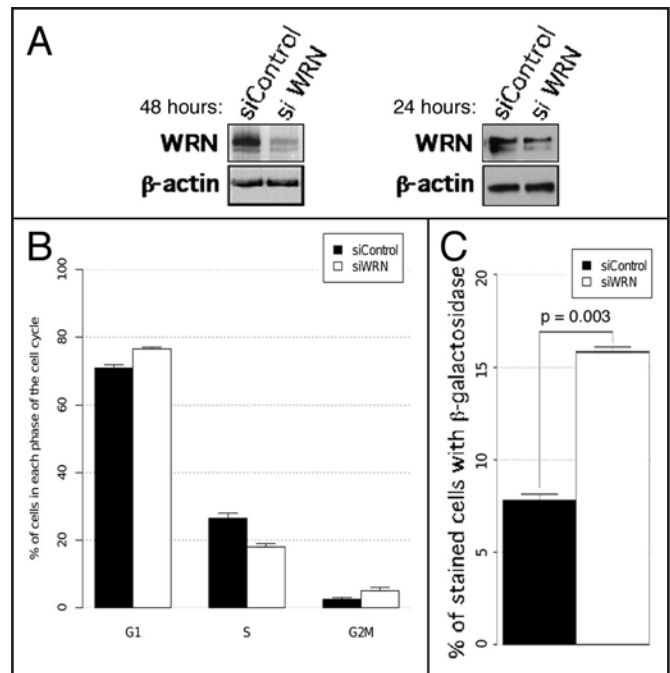 A
48 hours:
siControl
si WRN
WRN
β-actin
24 hours:
siControl
si WRN
WRN
β-actin
B
siControl
siWRN
% of cells in each phase of the cell cycle
100
80
60
40
20
0
G1
S
G2M
C
siControl
siWRN
p = 0.003
% of stained cells with β-galactosidase
20
15
10
5
0